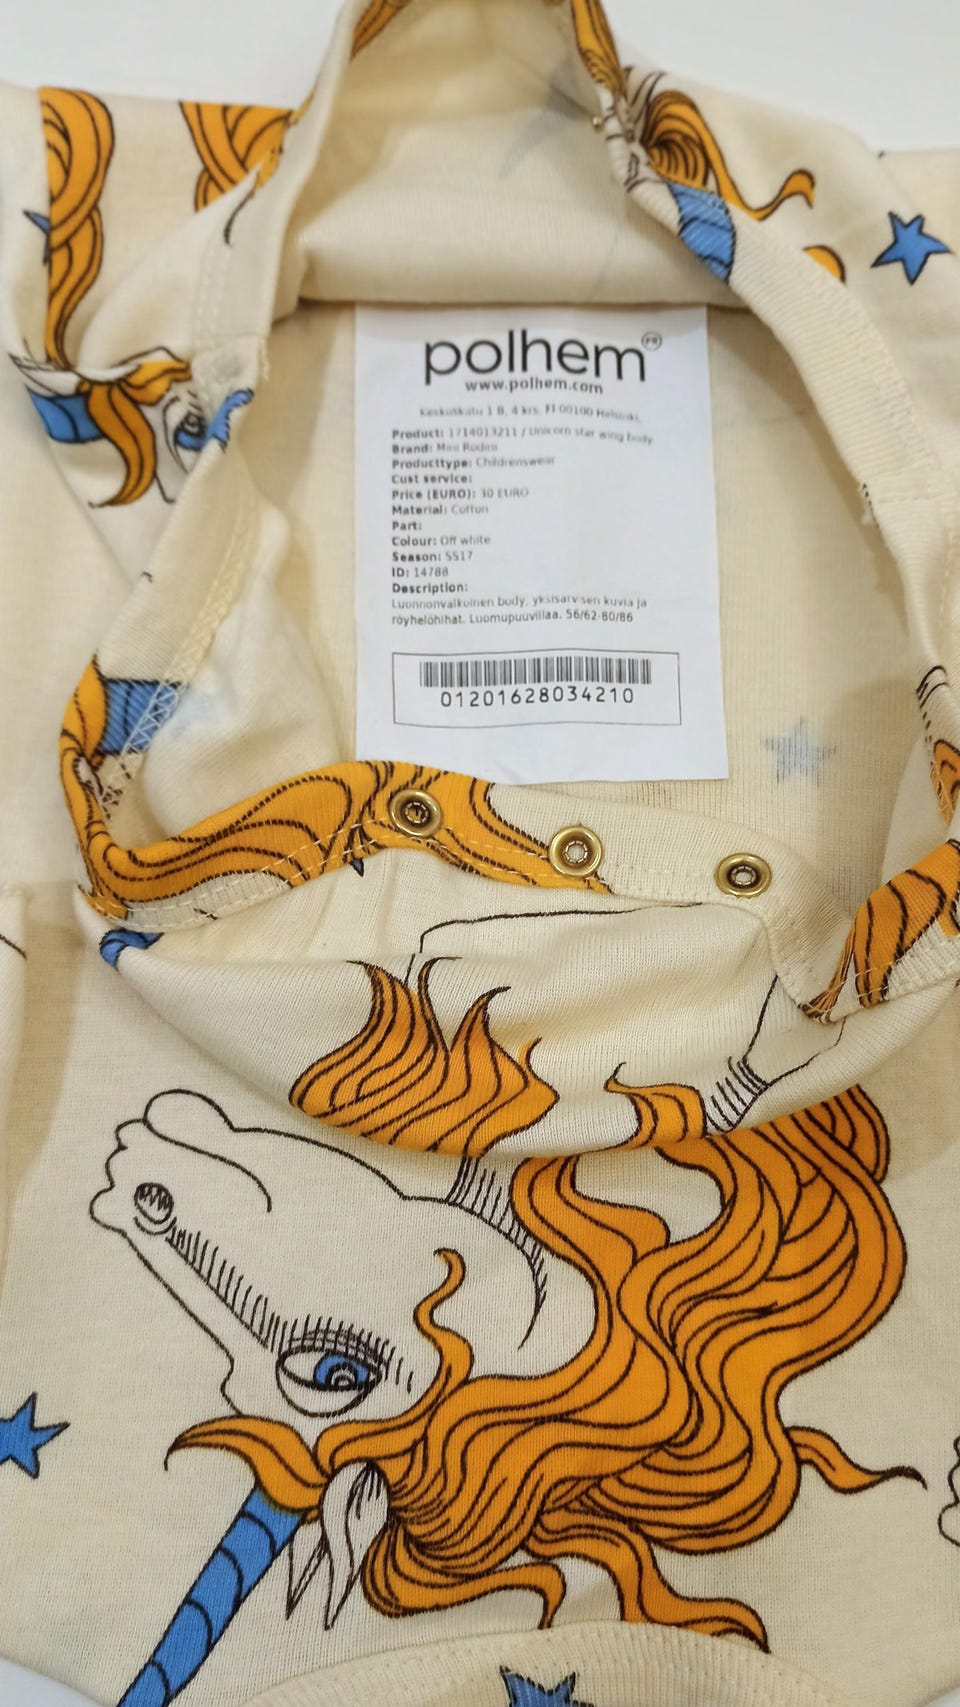 polhem PR
www.polhem.com
Keskuskatu 1 B, 4 krs. FI 00100 Helsinki,
Product: 1714013211 / Unicorn star wing body
Brand: Mini Rodini
Producttype: Childrenswear
Cust service:
Price (EURO): 30 EURO
Material: Cotton
Part:
Colour: Off white
Season: SS17
ID: 14788
Description:
Luonnonvalkoinen body, yksisarvisen kuvia ja
röyhelöhihat. Luomupuuvillaa. 56/62-80/86
01201628034210